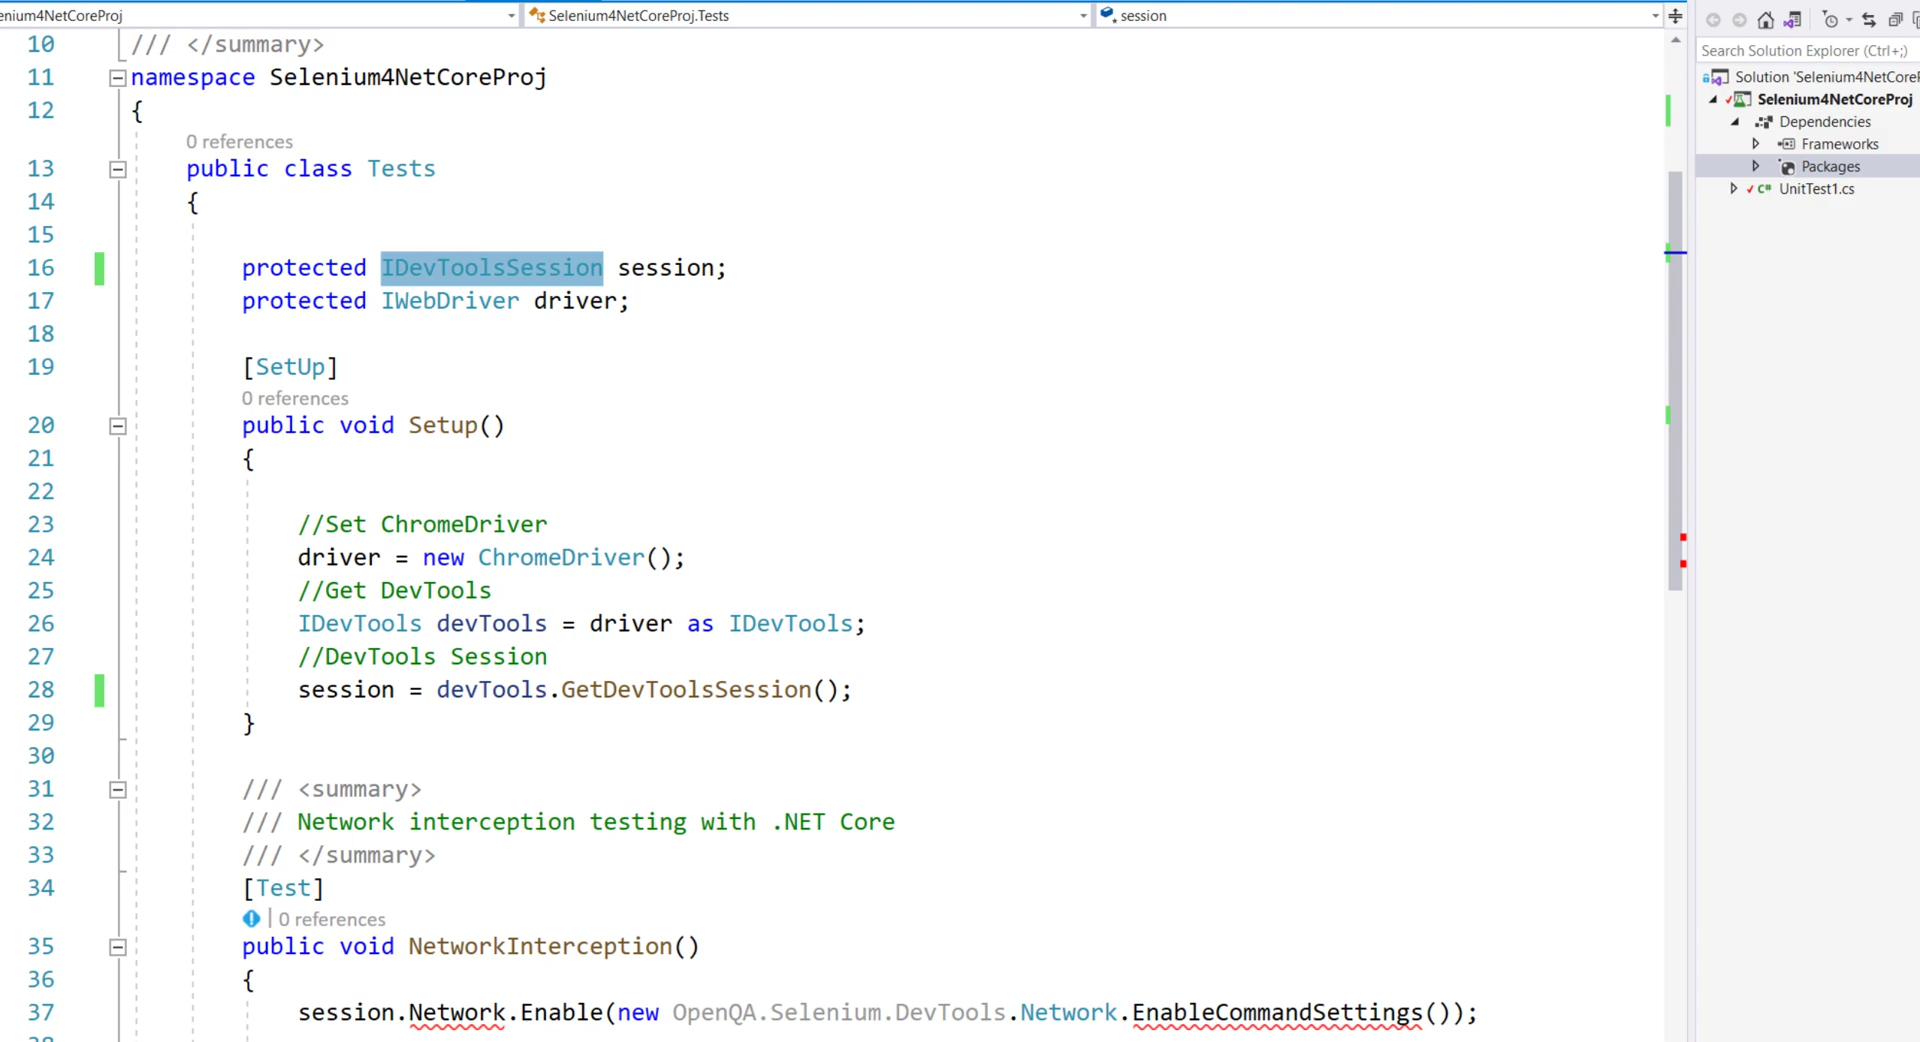 enium4NetCoreProj
Selenium4NetCoreProj.Tests
session
10 /// </summary>
11 namespace Selenium4NetCoreProj
12 {
0 references
13 public class Tests
14 {
15
16 protected IDevToolsSession session;
17 protected IWebDriver driver;
18
19 [SetUp]
0 references
20 public void Setup()
21 {
22
23 //Set ChromeDriver
24 driver = new ChromeDriver();
25 //Get DevTools
26 IDevTools devTools = driver as IDevTools;
27 //DevTools Session
28 session = devTools.GetDevToolsSession();
29 }
30
31 /// <summary>
32 /// Network interception testing with .NET Core
33 /// </summary>
34 [Test]
| 0 references
35 public void NetworkInterception()
36 {
37 session.Network.Enable(new OpenQA.Selenium.DevTools.Network.EnableCommandSettings());
38
Search Solution Explorer (Ctrl+;)
Solution 'Selenium4NetCoreP
Selenium4NetCoreProj
Dependencies
Frameworks
Packages
C# UnitTest1.cs